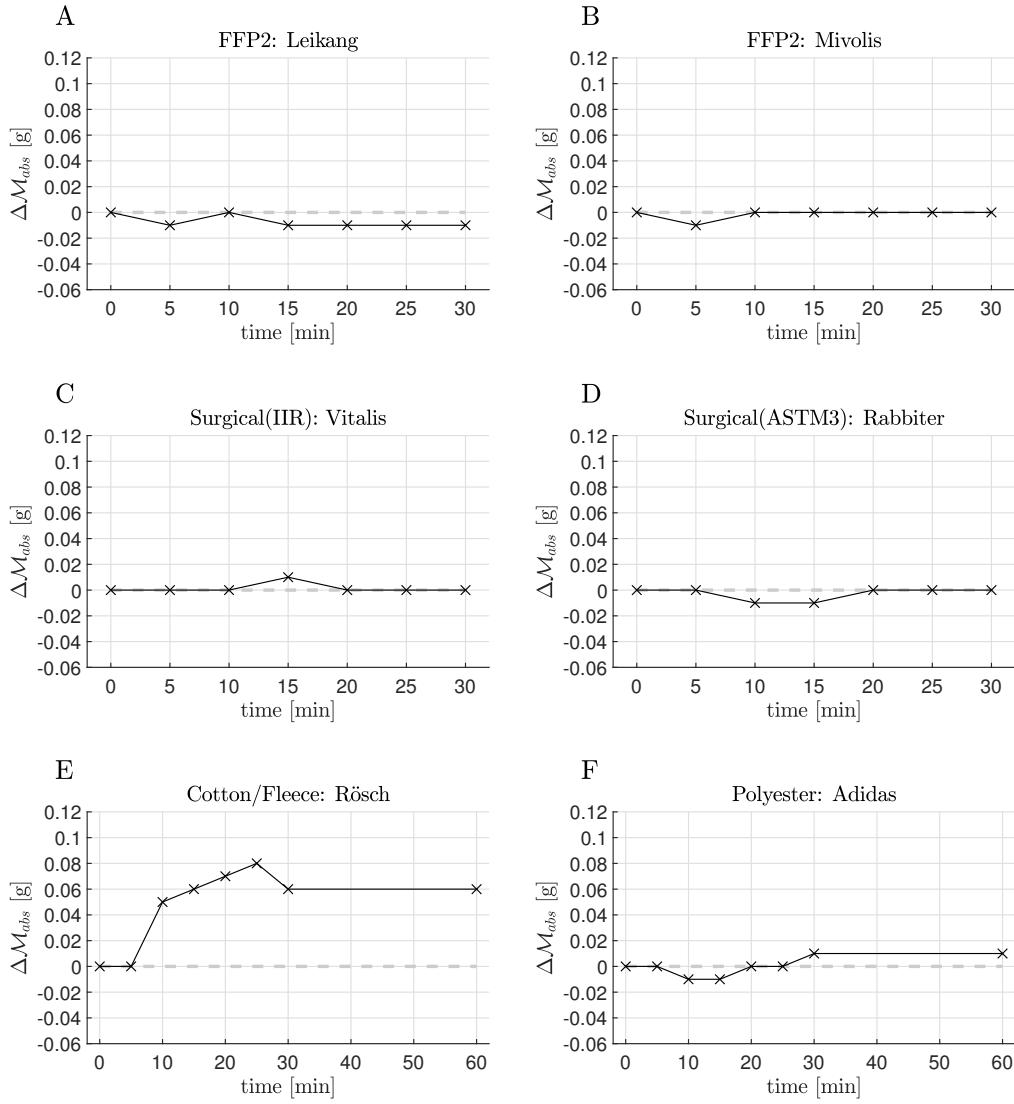 A
FFP2: Leikang
0.12
0.1
0.08
0.06
0.04
0.02
0
-0.02
-0.04
-0.06
ΔM_abs [g]
0 5 10 15 20 25 30
time [min]
B
FFP2: Mivolis
0.12
0.1
0.08
0.06
0.04
0.02
0
-0.02
-0.04
-0.06
ΔM_abs [g]
0 5 10 15 20 25 30
time [min]
C
Surgical(IIR): Vitalis
0.12
0.1
0.08
0.06
0.04
0.02
0
-0.02
-0.04
-0.06
ΔM_abs [g]
0 5 10 15 20 25 30
time [min]
D
Surgical(ASTM3): Rabbiter
0.12
0.1
0.08
0.06
0.04
0.02
0
-0.02
-0.04
-0.06
ΔM_abs [g]
0 5 10 15 20 25 30
time [min]
E
Cotton/Fleece: Rösch
0.12
0.1
0.08
0.06
0.04
0.02
0
-0.02
-0.04
-0.06
ΔM_abs [g]
0 10 20 30 40 50 60
time [min]
F
Polyester: Adidas
0.12
0.1
0.08
0.06
0.04
0.02
0
-0.02
-0.04
-0.06
ΔM_abs [g]
0 10 20 30 40 50 60
time [min]